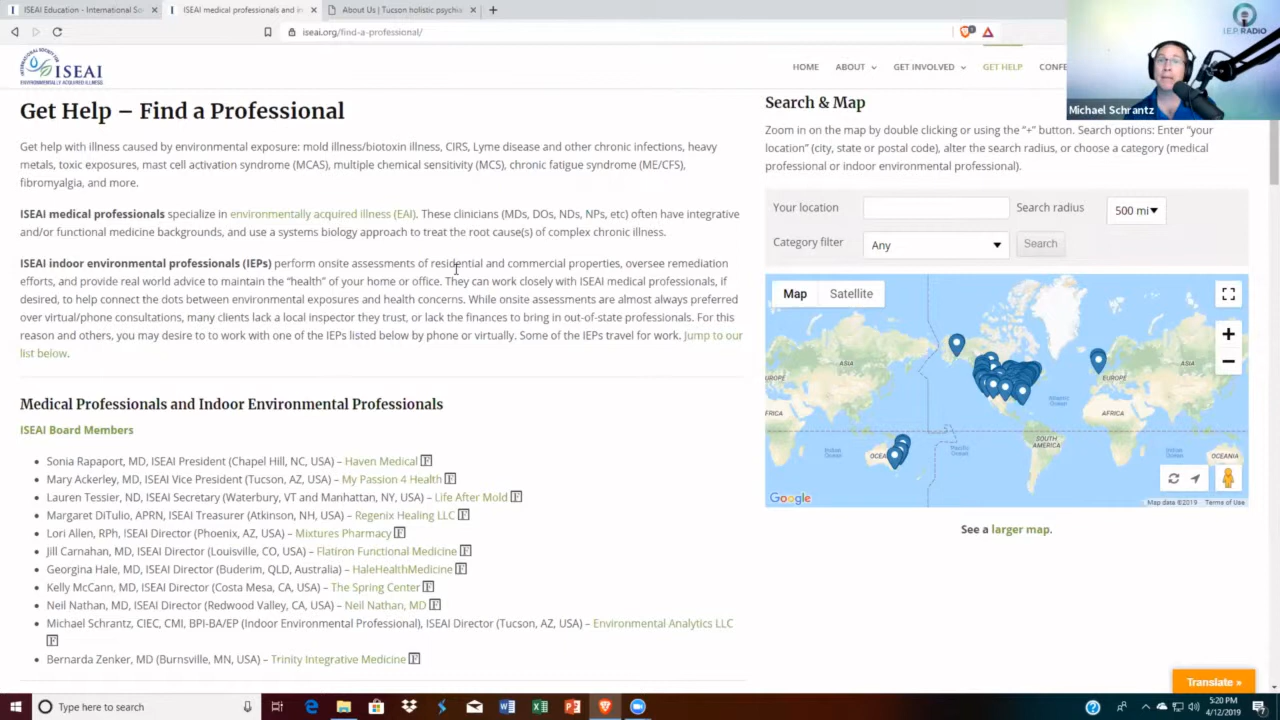 ISEAI Education - International So
ISEAI medical professionals and in
About Us | Tucson holistic psychia
iseai.org/find-a-professional/
I.E.P. RADIO
Michael Schrantz
ISEAI
HOME
ABOUT
GET INVOLVED
GET HELP
CONFE
Get Help – Find a Professional
Get help with illness caused by environmental exposure: mold illness/biotoxin illness, CIRS, Lyme disease and other chronic infections, heavy
metals, toxic exposures, mast cell activation syndrome (MCAS), multiple chemical sensitivity (MCS), chronic fatigue syndrome (ME/CFS),
fibromyalgia, and more.
ISEAI medical professionals specialize in environmentally acquired illness (EAI). These clinicians (MDs, DOs, NDs, NPs, etc) often have integrative
and/or functional medicine backgrounds, and use a systems biology approach to treat the root cause(s) of complex chronic illness.
ISEAI indoor environmental professionals (IEPs) perform onsite assessments of residential and commercial properties, oversee remediation
efforts, and provide real world advice to maintain the “health” of your home or office. They can work closely with ISEAI medical professionals, if
desired, to help connect the dots between environmental exposures and health concerns. While onsite assessments are almost always preferred
over virtual/phone consultations, many clients lack a local inspector they trust, or lack the finances to bring in out-of-state professionals. For this
reason and others, you may desire to to work with one of the IEPs listed below by phone or virtually. Some of the IEPs travel for work. Jump to our
list below.
Medical Professionals and Indoor Environmental Professionals
ISEAI Board Members
Sonia Rapaport, MD, ISEAI President (Chapel Hill, NC, USA) – Haven Medical
Mary Ackerley, MD, ISEAI Vice President (Tucson, AZ, USA) – My Passion 4 Health
Lauren Tessier, ND, ISEAI Secretary (Waterbury, VT and Manhattan, NY, USA) – Life After Mold
Margaret DiTulio, APRN, ISEAI Treasurer (Atkinson, NH, USA) – Regenix Healing LLC
Lori Allen, RPh, ISEAI Director (Phoenix, AZ, USA) – Mixtures Pharmacy
Jill Carnahan, MD, ISEAI Director (Louisville, CO, USA) – Flatiron Functional Medicine
Georgina Hale, MD, ISEAI Director (Buderim, QLD, Australia) – HaleHealthMedicine
Kelly McCann, MD, ISEAI Director (Costa Mesa, CA, USA) – The Spring Center
Neil Nathan, MD, ISEAI Director (Redwood Valley, CA, USA) – Neil Nathan, MD
Michael Schrantz, CIEC, CMI, BPI-BA/EP (Indoor Environmental Professional), ISEAI Director (Tucson, AZ, USA) – Environmental Analytics LLC
Bernarda Zenker, MD (Burnsville, MN, USA) – Trinity Integrative Medicine
Search & Map
Zoom in on the map by double clicking or using the “+” button. Search options: Enter “your
location” (city, state or postal code), alter the search radius, or choose a category (medical
professional or indoor environmental professional).
Your location
Search radius
500 mi
Category filter
Any
Search
Map
Satellite
ASIA
EUROPE
ASIA
AFRICA
FRICA
SOUTH
AMERICA
Atlantic
Ocean
Pacific
Ocean
Indian
Ocean
Indian
Ocean
OCEA
OCEANIA
Google
Map data ©2019
Terms of Use
See a larger map.
Translate »
Type here to search
5:20 PM
4/12/2019
7